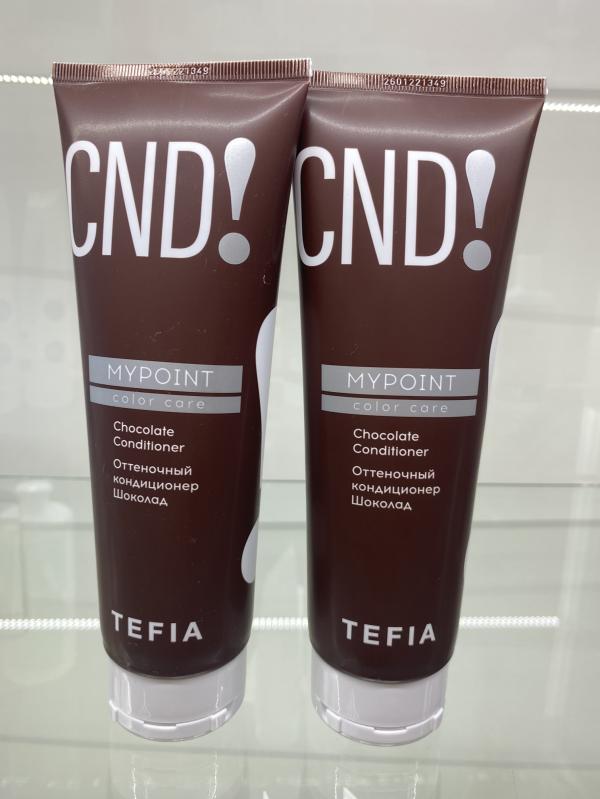 2601221349
CND!
MYPOINT
color care
Chocolate
Conditioner
Оттеночный
кондиционер
Шоколад
TEFIA
2601221349
CND!
MYPOINT
color care
Chocolate
Conditioner
Оттеночный
кондиционер
Шоколад
TEFIA